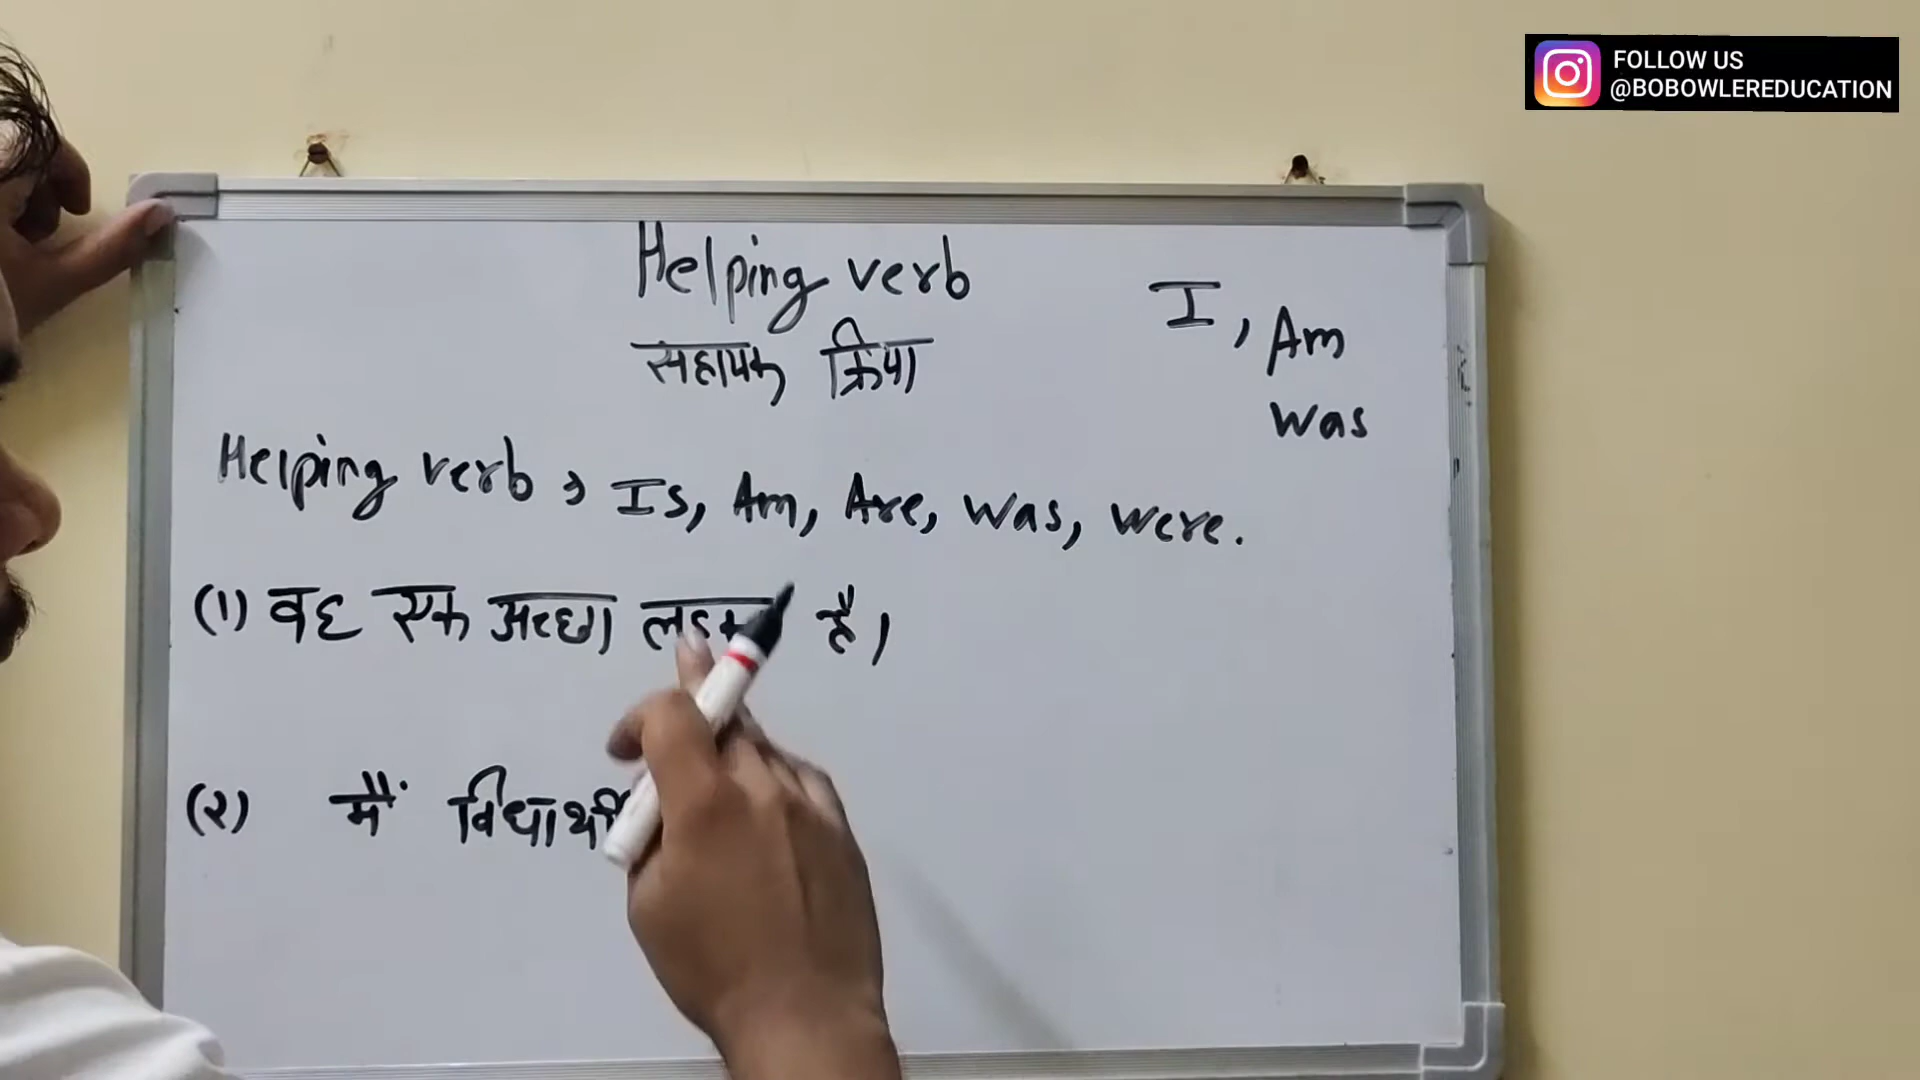 FOLLOW US
@BOBOWLEREDUCATION
Helping verb
सहायक क्रिया
I, Am
Was
Helping verb → Is, Am, Are, Was, Were.
(1) वह एक अच्छा लड़का है।
(२) मैं विद्यार्थी